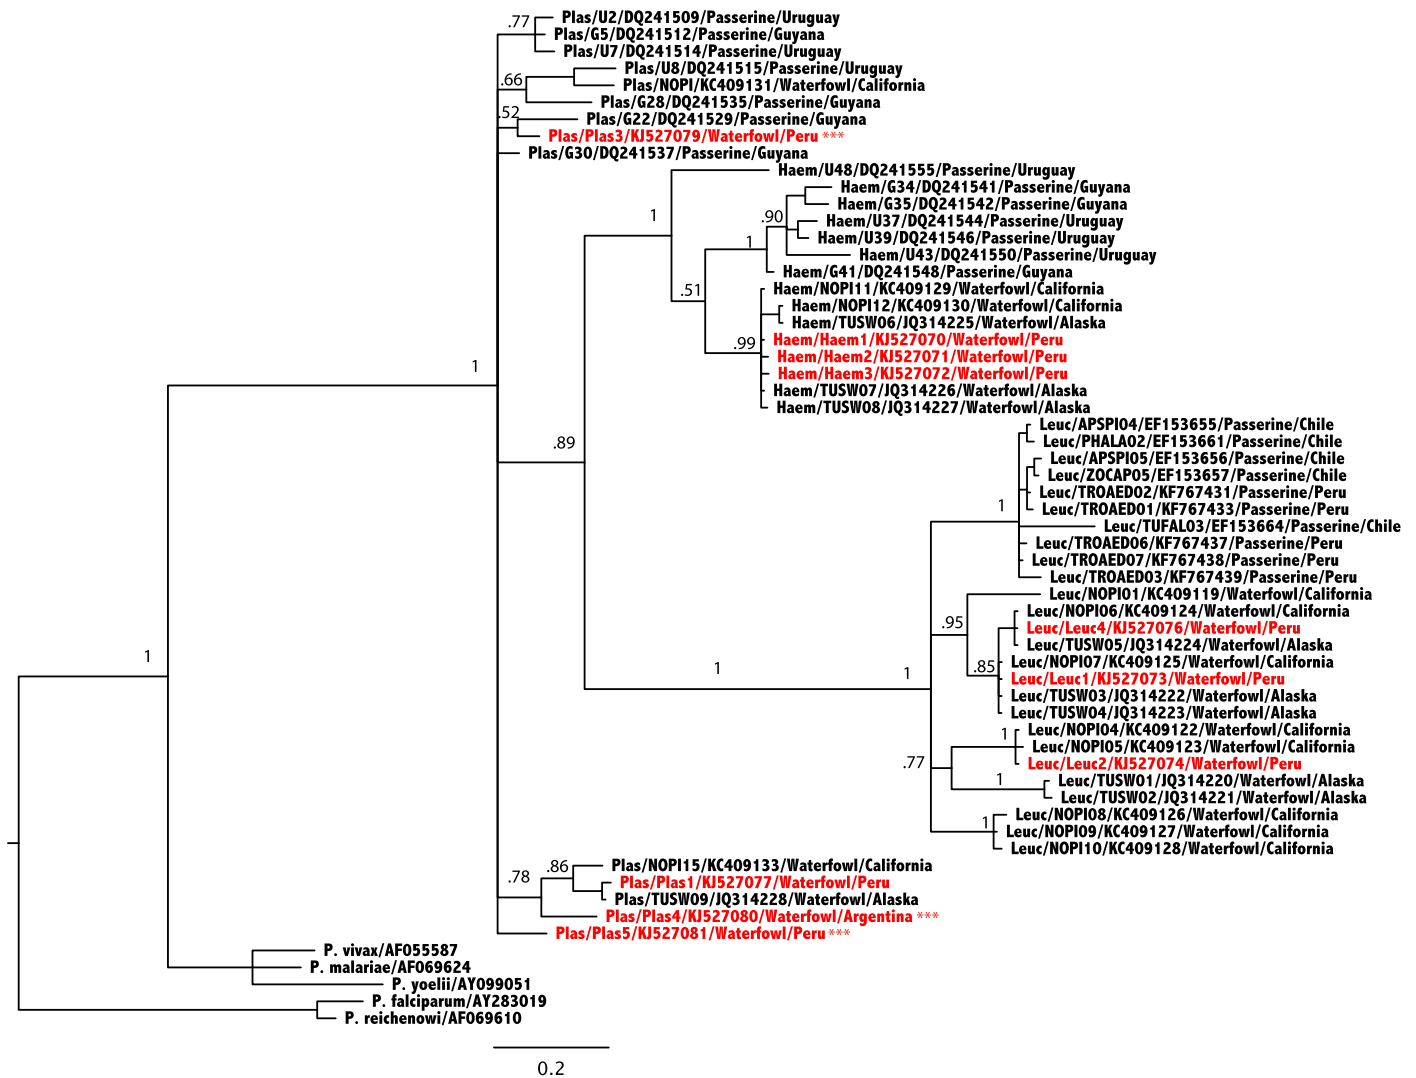 .77
Plas/U2/DQ241509/Passerine/Uruguay
Plas/G5/DQ241512/Passerine/Guyana
Plas/U7/DQ241514/Passerine/Uruguay
.66
Plas/U8/DQ241515/Passerine/Uruguay
Plas/NOPI/KC409131/Waterfowl/California
Plas/G28/DQ241535/Passerine/Guyana
.52
Plas/G22/DQ241529/Passerine/Guyana
Plas/Plas3/KJ527079/Waterfowl/Peru ***
Plas/G30/DQ241537/Passerine/Guyana
Haem/U48/DQ241555/Passerine/Uruguay
1
Haem/G34/DQ241541/Passerine/Guyana
Haem/G35/DQ241542/Passerine/Guyana
.90
Haem/U37/DQ241544/Passerine/Uruguay
Haem/U39/DQ241546/Passerine/Uruguay
1
Haem/U43/DQ241550/Passerine/Uruguay
Haem/G41/DQ241548/Passerine/Guyana
.51
Haem/NOPI11/KC409129/Waterfowl/California
Haem/NOPI12/KC409130/Waterfowl/California
Haem/TUSW06/JQ314225/Waterfowl/Alaska
.99
Haem/Haem1/KJ527070/Waterfowl/Peru
Haem/Haem2/KJ527071/Waterfowl/Peru
Haem/Haem3/KJ527072/Waterfowl/Peru
1
Haem/TUSW07/JQ314226/Waterfowl/Alaska
Haem/TUSW08/JQ314227/Waterfowl/Alaska
.89
Leuc/APSPI04/EF153655/Passerine/Chile
Leuc/PHALA02/EF153661/Passerine/Chile
Leuc/APSPI05/EF153656/Passerine/Chile
Leuc/ZOCAP05/EF153657/Passerine/Chile
Leuc/TROAED02/KF767431/Passerine/Peru
1
Leuc/TROAED01/KF767433/Passerine/Peru
Leuc/TUFAL03/EF153664/Passerine/Chile
Leuc/TROAED06/KF767437/Passerine/Peru
Leuc/TROAED07/KF767438/Passerine/Peru
Leuc/TROAED03/KF767439/Passerine/Peru
Leuc/NOPI01/KC409119/Waterfowl/California
.95
Leuc/NOPI06/KC409124/Waterfowl/California
Leuc/Leuc4/KJ527076/Waterfowl/Peru
Leuc/TUSW05/JQ314224/Waterfowl/Alaska
1
1
1
.85
Leuc/NOPI07/KC409125/Waterfowl/California
Leuc/Leuc1/KJ527073/Waterfowl/Peru
Leuc/TUSW03/JQ314222/Waterfowl/Alaska
Leuc/TUSW04/JQ314223/Waterfowl/Alaska
1
Leuc/NOPI04/KC409122/Waterfowl/California
Leuc/NOPI05/KC409123/Waterfowl/California
.77
Leuc/Leuc2/KJ527074/Waterfowl/Peru
1
Leuc/TUSW01/JQ314220/Waterfowl/Alaska
Leuc/TUSW02/JQ314221/Waterfowl/Alaska
1
Leuc/NOPI08/KC409126/Waterfowl/California
Leuc/NOPI09/KC409127/Waterfowl/California
Leuc/NOPI10/KC409128/Waterfowl/California
.86
Plas/NOPI15/KC409133/Waterfowl/California
.78
Plas/Plas1/KJ527077/Waterfowl/Peru
Plas/TUSW09/JQ314228/Waterfowl/Alaska
Plas/Plas4/KJ527080/Waterfowl/Argentina ***
Plas/Plas5/KJ527081/Waterfowl/Peru ***
P. vivax/AF055587
P. malariae/AF069624
P. yoelii/AY099051
P. falciparum/AY283019
P. reichenowi/AF069610
0.2